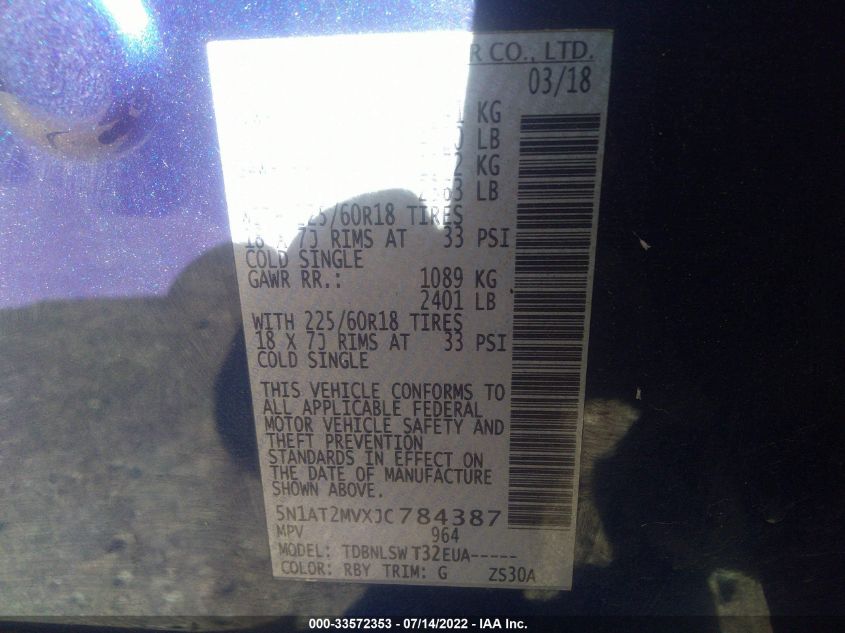 R CO., LTD.
03/18
KG
LB
KG
LB
225/60R18 TIRES
18 X 7J RIMS AT 33 PSI
COLD SINGLE
GAWR RR.: 1089 KG
2401 LB
WITH 225/60R18 TIRES
18 X 7J RIMS AT 33 PSI
COLD SINGLE
THIS VEHICLE CONFORMS TO
ALL APPLICABLE FEDERAL
MOTOR VEHICLE SAFETY AND
THEFT PREVENTION
STANDARDS IN EFFECT ON
THE DATE OF MANUFACTURE
SHOWN ABOVE.
5N1AT2MVXJC784387
MPV 964
MODEL: TDBNLSW T32EUA-----
COLOR: RBY TRIM: G ZS30A
000-33572353 - 07/14/2022 - IAA Inc.